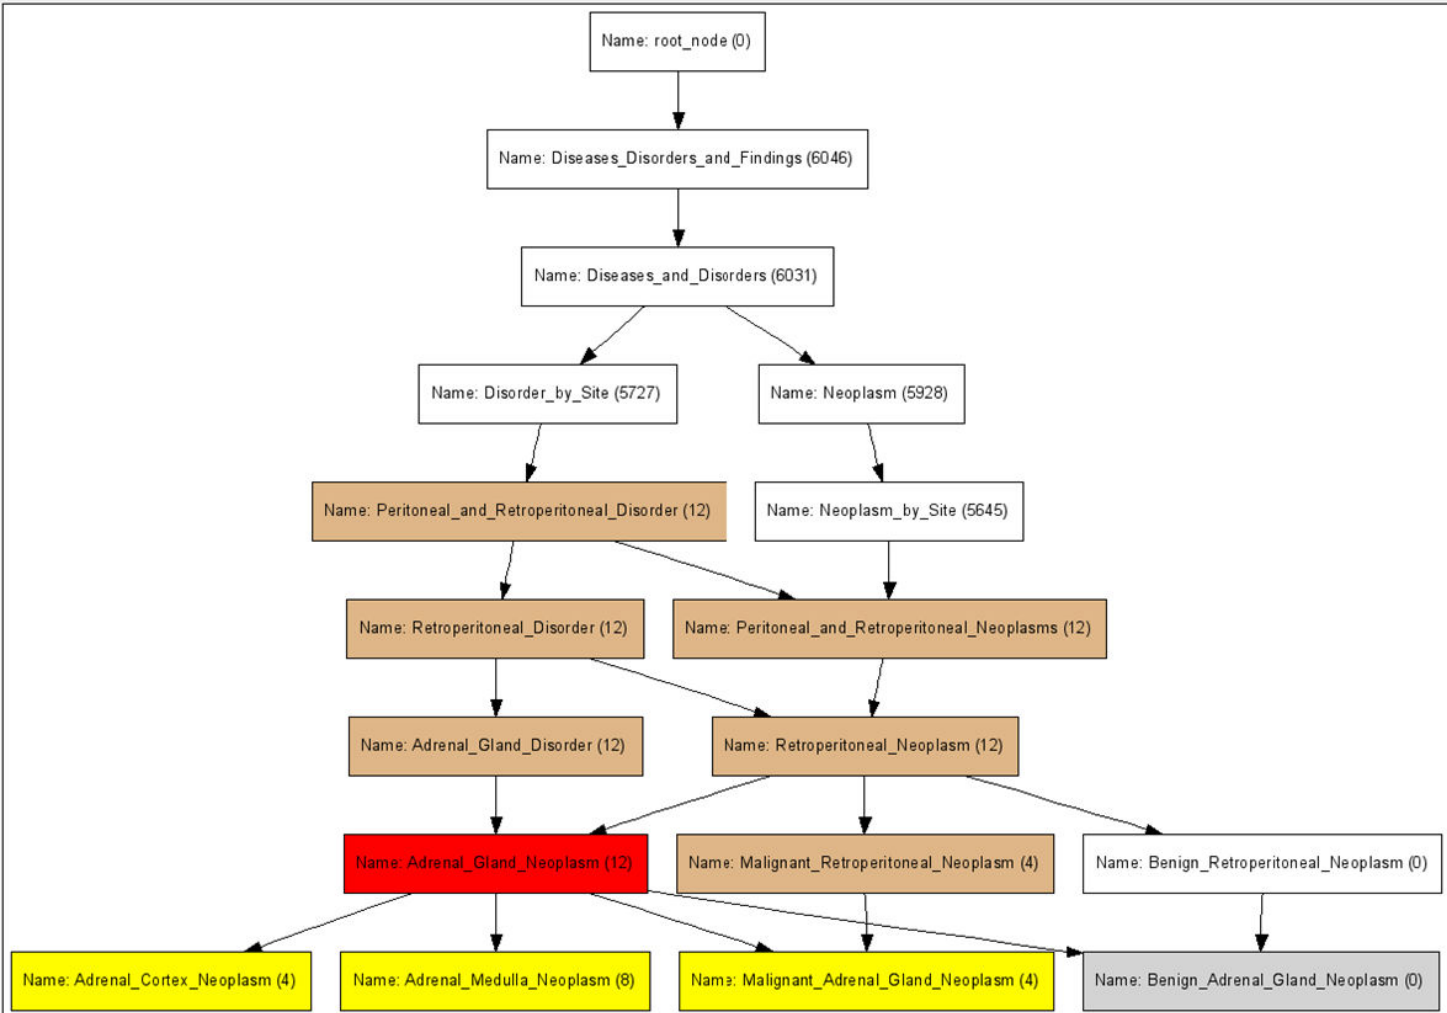 Name: root_node (0)
Name: Diseases_Disorders_and_Findings (6046)
Name: Diseases_and_Disorders (6031)
Name: Disorder_by_Site (5727)
Name: Neoplasm (5928)
Name: Peritoneal_and_Retroperitoneal_Disorder (12)
Name: Neoplasm_by_Site (5645)
Name: Retroperitoneal_Disorder (12)
Name: Peritoneal_and_Retroperitoneal_Neoplasms (12)
Name: Adrenal_Gland_Disorder (12)
Name: Retroperitoneal_Neoplasm (12)
Name: Adrenal_Gland_Neoplasm (12)
Name: Malignant_Retroperitoneal_Neoplasm (4)
Name: Benign_Retroperitoneal_Neoplasm (0)
Name: Adrenal_Cortex_Neoplasm (4)
Name: Adrenal_Medulla_Neoplasm (8)
Name: Malignant_Adrenal_Gland_Neoplasm (4)
Name: Benign_Adrenal_Gland_Neoplasm (0)